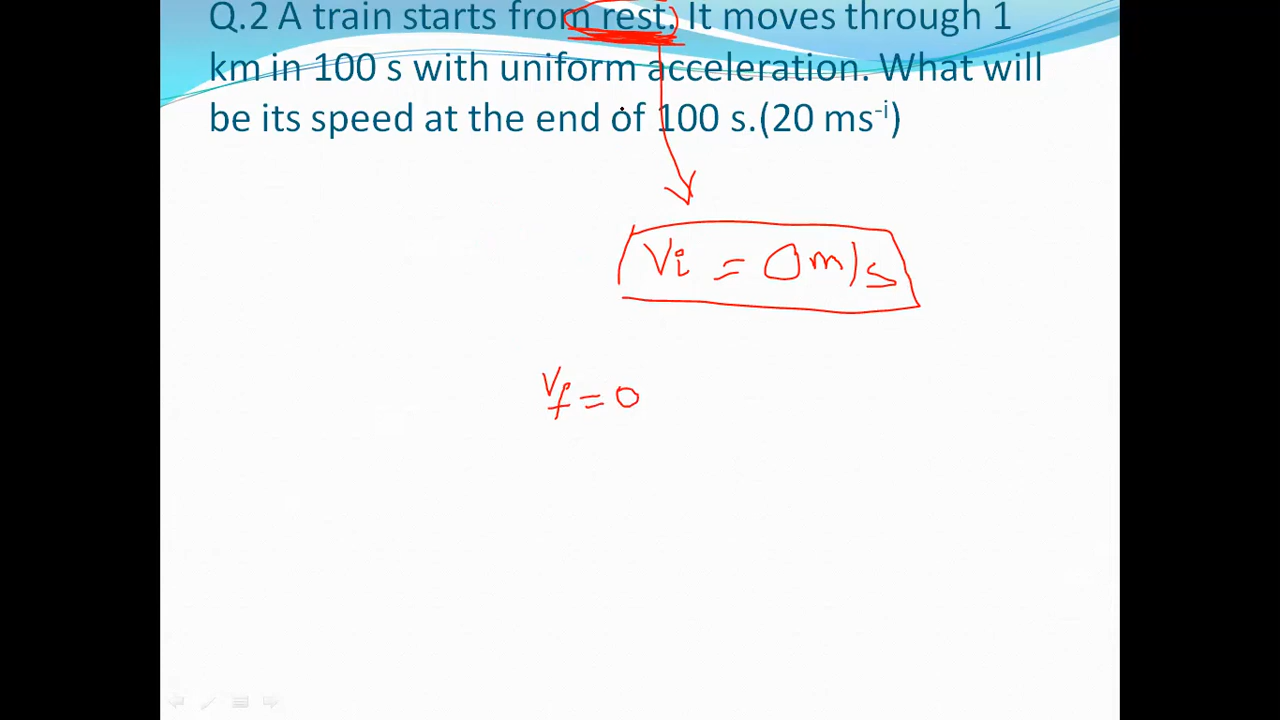 Q.2 A train starts from rest. It moves through 1
km in 100 s with uniform acceleration. What will
be its speed at the end of 100 s.(20 ms⁻ⁱ)
Vi = 0m/s
Vf = 0